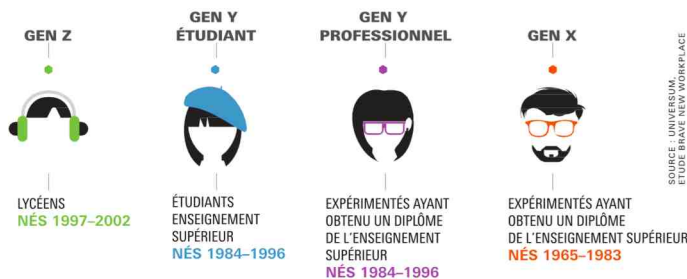 GEN Z
LYCÉENS
NÉS 1997–2002
GEN Y
ÉTUDIANT
ÉTUDIANTS
ENSEIGNEMENT
SUPÉRIEUR
NÉS 1984–1996
GEN Y
PROFESSIONNEL
EXPÉRIMENTÉS AYANT
OBTENU UN DIPLÔME
DE L'ENSEIGNEMENT
SUPÉRIEUR
NÉS 1984–1996
GEN X
EXPÉRIMENTÉS AYANT
OBTENU UN DIPLÔME
DE L'ENSEIGNEMENT SUPÉRIEUR
NÉS 1965–1983
SOURCE : UNIVERSUM,
ETUDE BRAVE NEW WORKPLACE